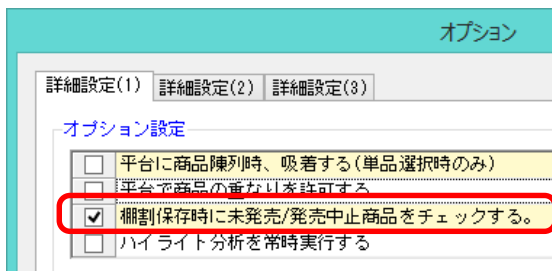 オプション
詳細設定(1) 詳細設定(2) 詳細設定(3)
オプション設定
平台に商品陳列時、吸着する(単品選択時のみ)
平台で商品の重なりを許可する
棚割保存時に未発売/発売中止商品をチェックする。
ハイライト分析を常時実行する